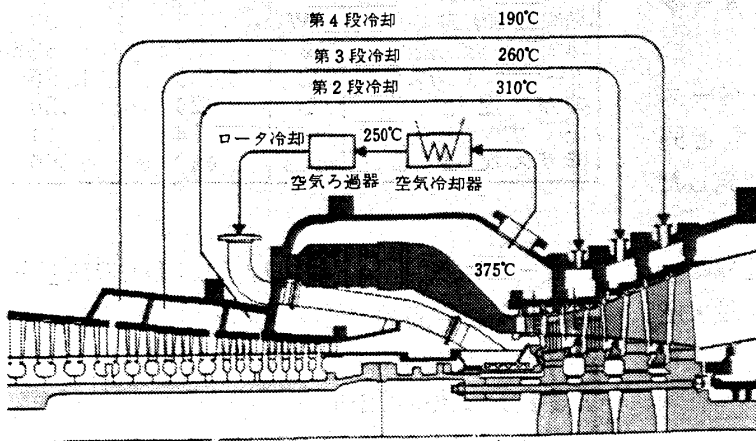 第4段冷却 190℃
第3段冷却 260℃
第2段冷却 310℃
ロータ冷却 250℃
空気ろ過器 空気冷却器
375℃